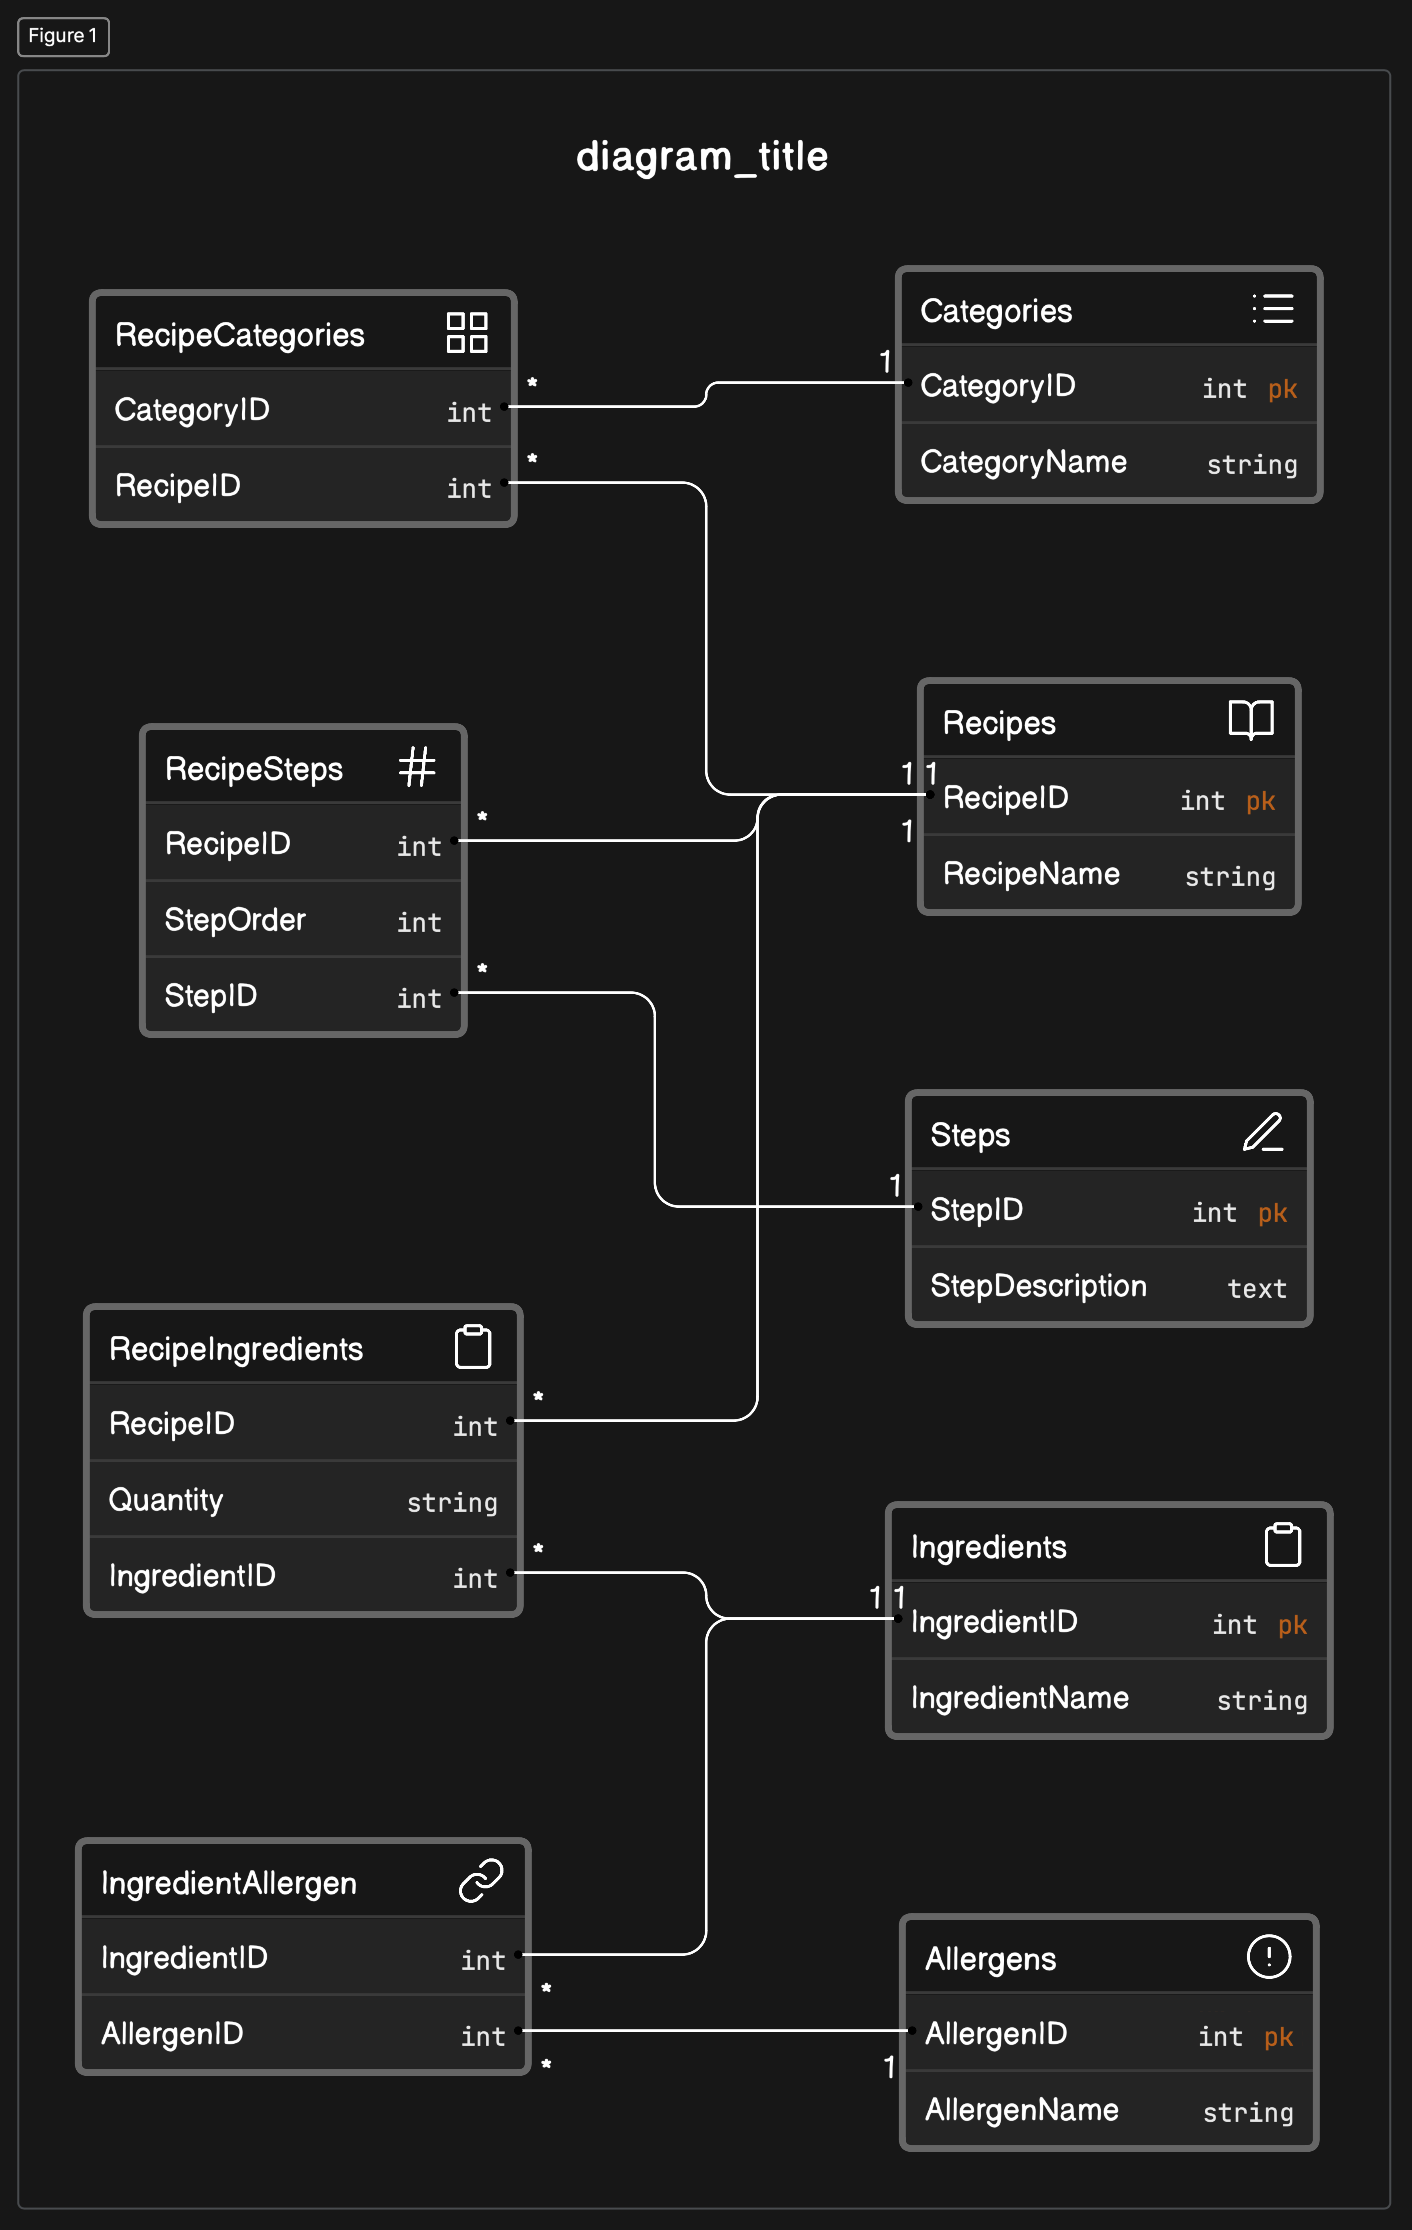 Figure 1
diagram_title
RecipeCategories
CategoryID int
RecipeID int
*
*
Categories
CategoryID int pk
CategoryName string
1
RecipeSteps
RecipeID int
StepOrder int
StepID int
*
*
Recipes
RecipeID int pk
RecipeName string
1 1
1
Steps
StepID int pk
StepDescription text
1
RecipeIngredients
RecipeID int
Quantity string
IngredientID int
*
*
Ingredients
IngredientID int pk
IngredientName string
1 1
IngredientAllergen
IngredientID int
AllergenID int
*
*
Allergens
AllergenID int pk
AllergenName string
1